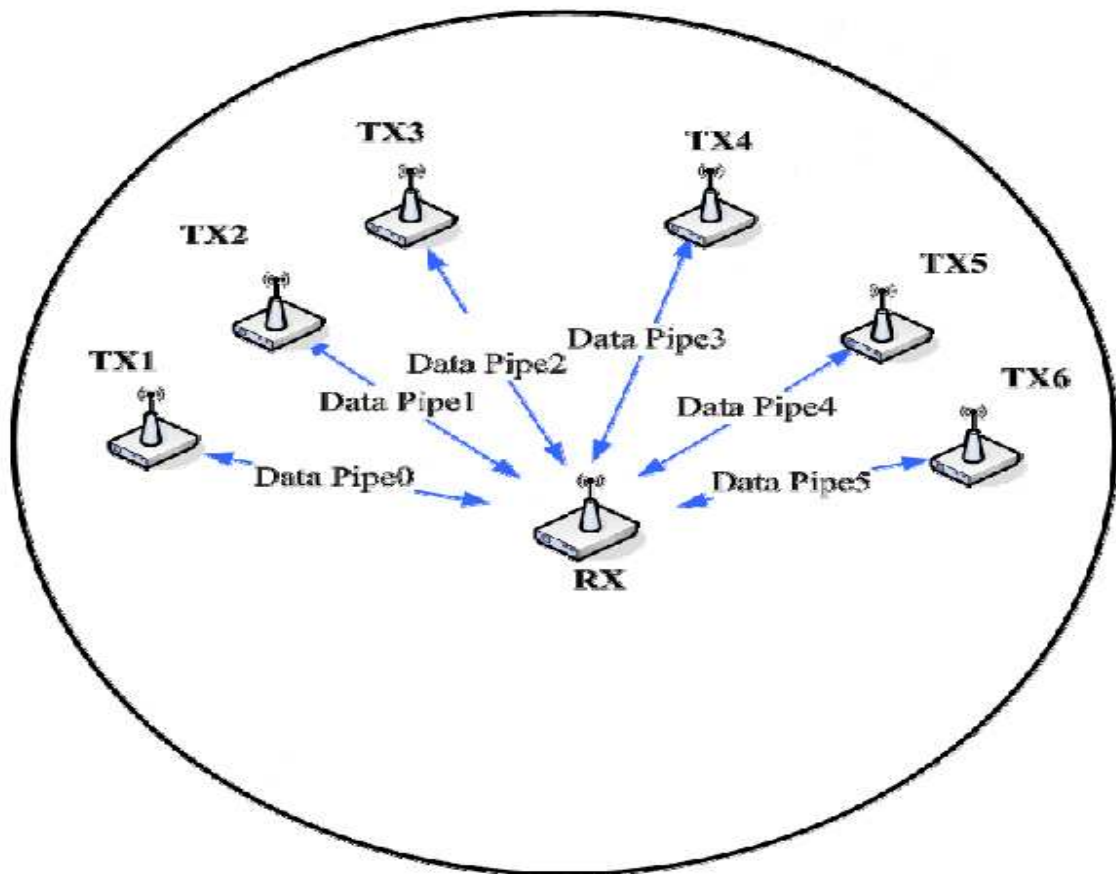 TX3
TX4
TX2
TX5
TX1
TX6
Data Pipe3
Data Pipe2
Data Pipe1
Data Pipe4
Data Pipe0
Data Pipe5
RX